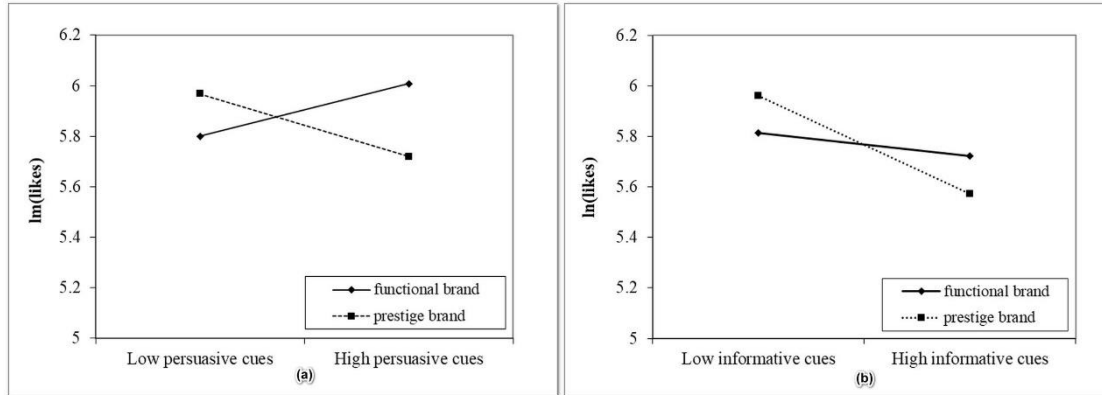 6.2
6
5.8
5.6
5.4
5.2
5
lm(likes)
functional brand
prestige brand
Low persuasive cues High persuasive cues
(a)
6.2
6
5.8
5.6
5.4
5.2
5
ln(likes)
functional brand
prestige brand
Low informative cues High informative cues
(b)